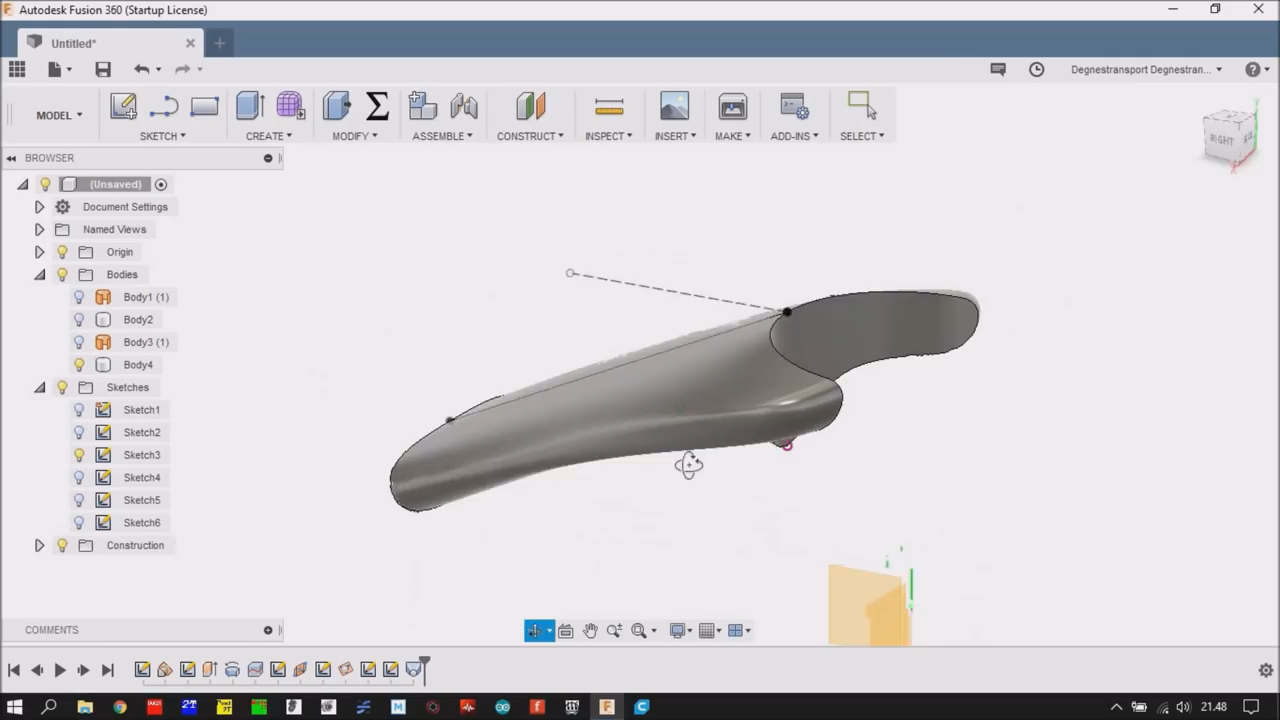 Autodesk Fusion 360 (Startup License)
Untitled*
Degnestransport Degnestran...
MODEL
SKETCH
CREATE
MODIFY
ASSEMBLE
CONSTRUCT
INSPECT
INSERT
MAKE
ADD-INS
SELECT
RIGHT
BROWSER
(Unsaved)
Document Settings
Named Views
Origin
Bodies
Body1 (1)
Body2
Body3 (1)
Body4
Sketches
Sketch1
Sketch2
Sketch3
Sketch4
Sketch5
Sketch6
Construction
COMMENTS
21.48